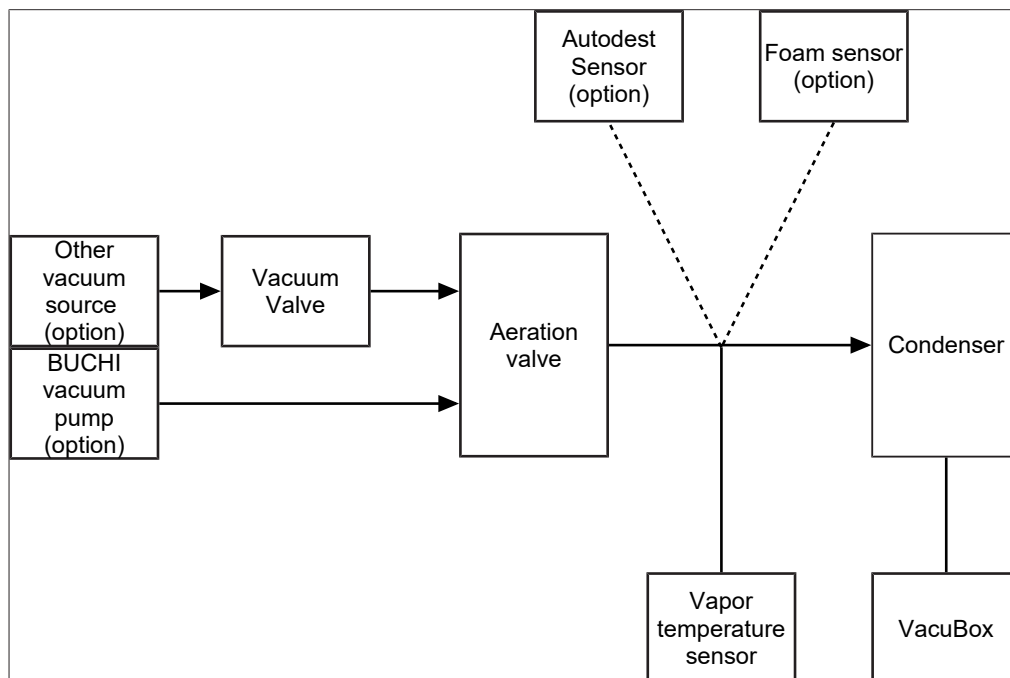 Autodest
Sensor
(option)
Foam sensor
(option)
Other
vacuum
source
(option)
Vacuum
Valve
BUCHI
vacuum
pump
(option)
Aeration
valve
Condenser
Vapor
temperature
sensor
VacuBox